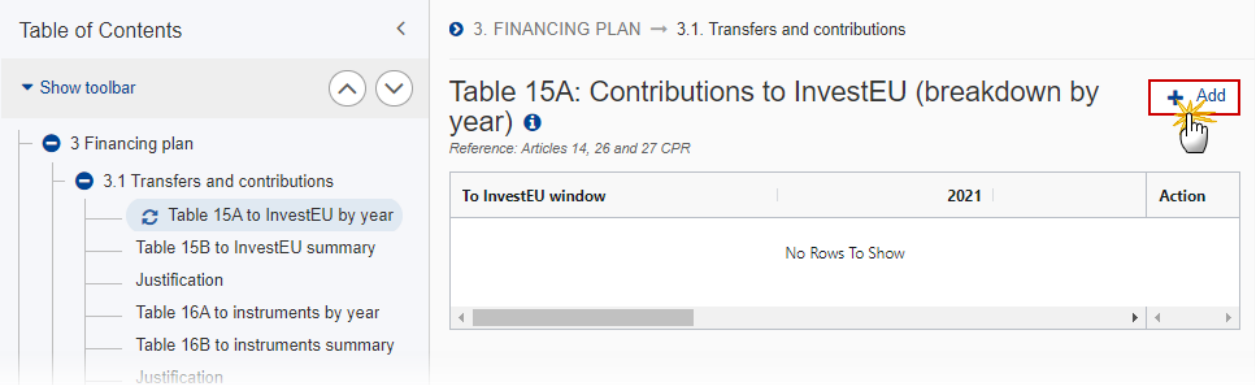 Table of Contents
Show toolbar
3 Financing plan
3.1 Transfers and contributions
Table 15A to InvestEU by year
Table 15B to InvestEU summary
Justification
Table 16A to instruments by year
Table 16B to instruments summary
Justification
3. FINANCING PLAN → 3.1. Transfers and contributions
Table 15A: Contributions to InvestEU (breakdown by
year)
Add
Reference: Articles 14, 26 and 27 CPR
To InvestEU window 2021 Action
No Rows To Show